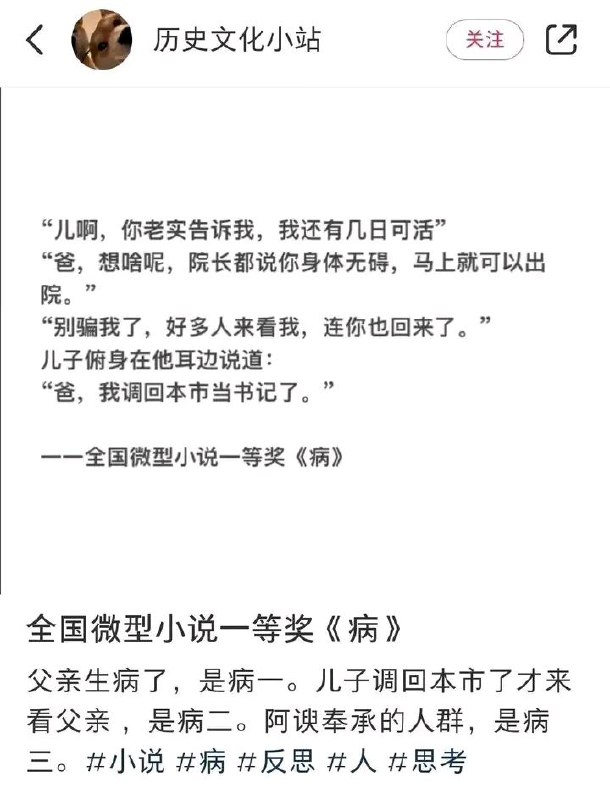 历史文化小站
关注
“儿啊，你老实告诉我，我还有几日可活”
“爸，想啥呢，院长都说你身体无碍，马上就可以出
院。”
“别骗我了，好多人来看我，连你也回来了。”
儿子俯身在他耳边说道：
“爸，我调回本市当书记了。”
一一全国微型小说一等奖《病》
全国微型小说一等奖《病》
父亲生病了，是病一。儿子调回本市了才来
看父亲 ，是病二。阿谀奉承的人群，是病
三。#小说 #病 #反思 #人 #思考